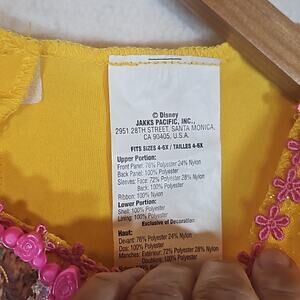 © Disney
JAKKS PACIFIC, INC.,
2951 28TH STREET, SANTA MONICA,
CA 90405, U.S.A.
FITS SIZES 4-6X / TAILLES 4-6X
Upper Portion:
Front Panel: 76% Polyester 24% Nylon
Back Panel: 100% Polyester
Sleeves: Face: 72% Polyester 28% Nylon
Back: 100% Polyester
Ribbon: 100% Nylon
Lower Portion:
Shell: 100% Polyester
Lining: 100% Polyester
Exclusive of Decoration
Haut:
Devant: 76% Polyester 24% Nylon
Dos: 100% Polyester
Manches: Extérieur: 72% Polyester 28% Nylon
Doublure: 100% Polyester